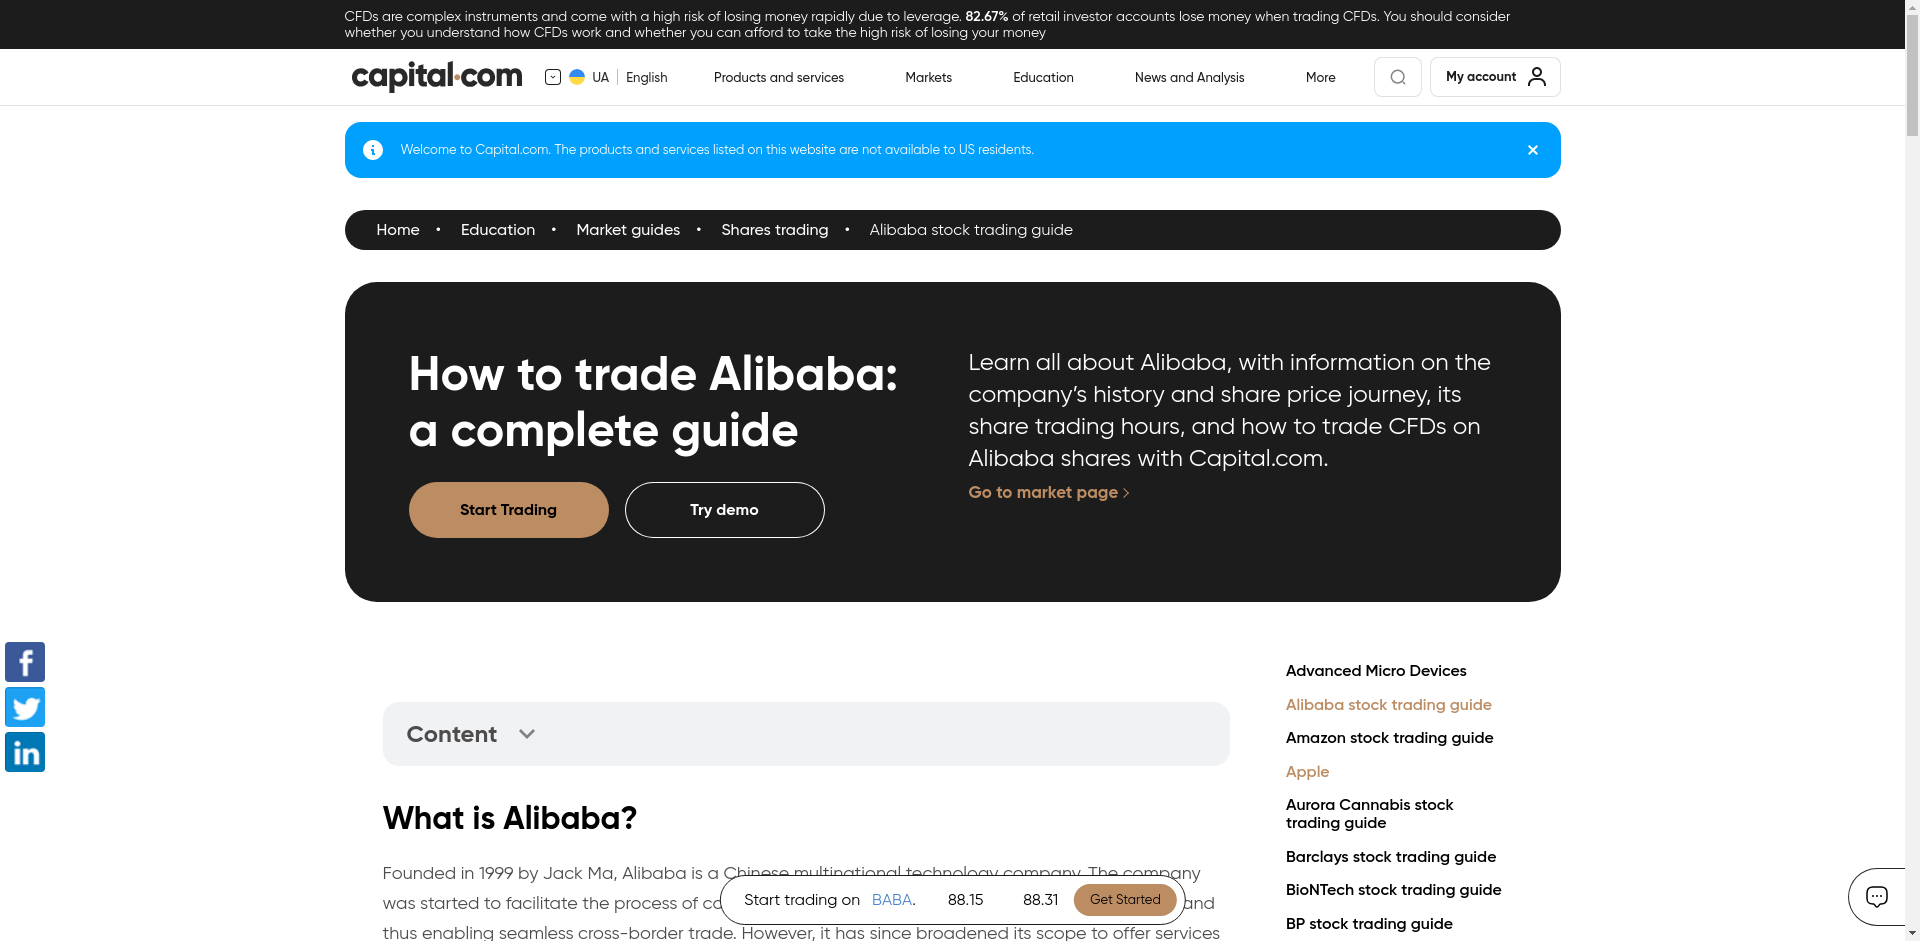 CFDs are complex instruments and come with a high risk of losing money rapidly due to leverage. 82.67% of retail investor accounts lose money when trading CFDs. You should consider
whether you understand how CFDs work and whether you can afford to take the high risk of losing your money
capital.com
UA English
Products and services
Markets
Education
News and Analysis
More
My account
Welcome to Capital.com. The products and services listed on this website are not available to US residents.
Home • Education • Market guides • Shares trading • Alibaba stock trading guide
How to trade Alibaba:
a complete guide
Start Trading
Try demo
Learn all about Alibaba, with information on the
company’s history and share price journey, its
share trading hours, and how to trade CFDs on
Alibaba shares with Capital.com.
Go to market page
Content
What is Alibaba?
Founded in 1999 by Jack Ma, Alibaba is a Chinese multinational technology company. The company
was started to facilitate the process of
and
thus enabling seamless cross-border trade. However, it has since broadened its scope to offer services
Start trading on BABA. 88.15 88.31 Get Started
Advanced Micro Devices
Alibaba stock trading guide
Amazon stock trading guide
Apple
Aurora Cannabis stock
trading guide
Barclays stock trading guide
BioNTech stock trading guide
BP stock trading guide